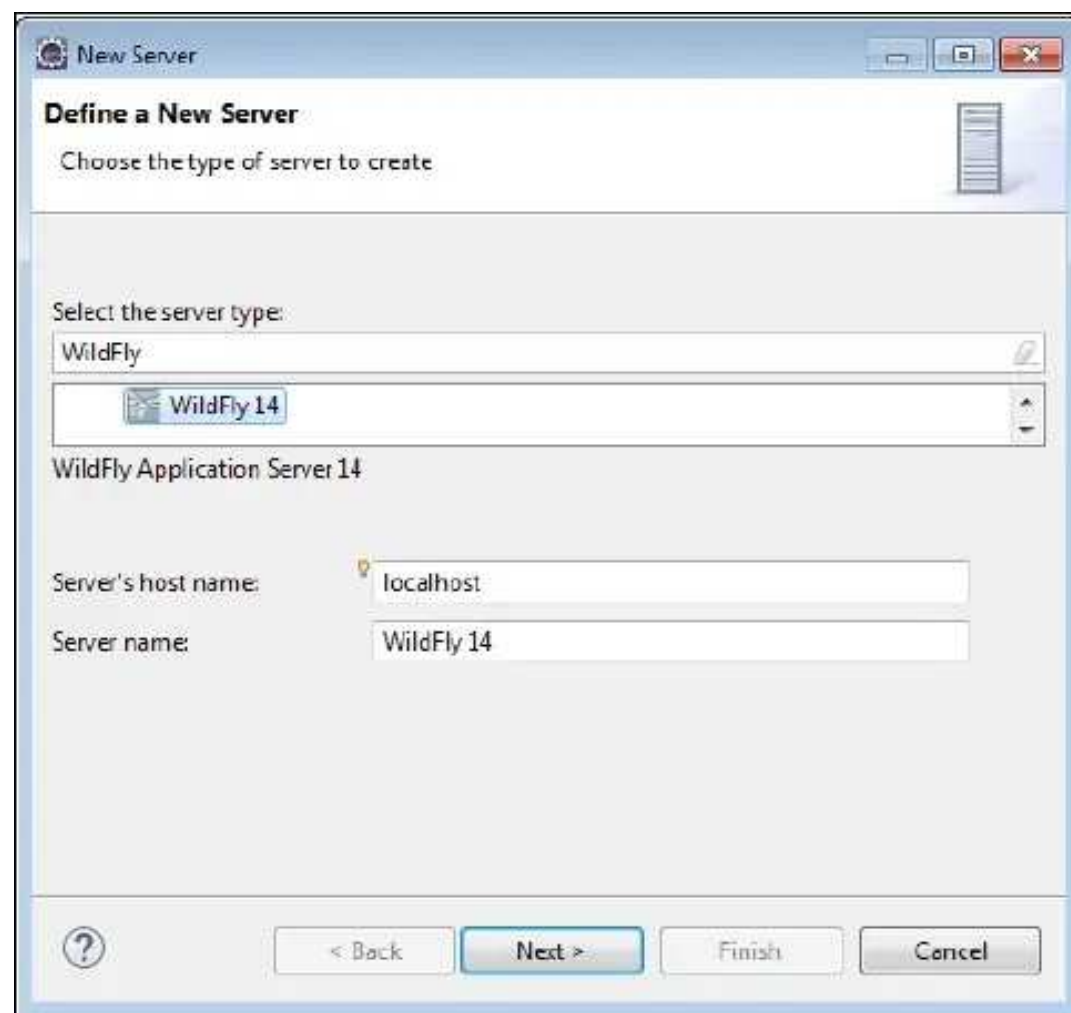 New Server
Define a New Server
Choose the type of server to create
Select the server type:
WildFly
WildFly 14
WildFly Application Server 14
Server's host name:
localhost
Server name:
WildFly 14
?
< Back
Next >
Finish
Cancel